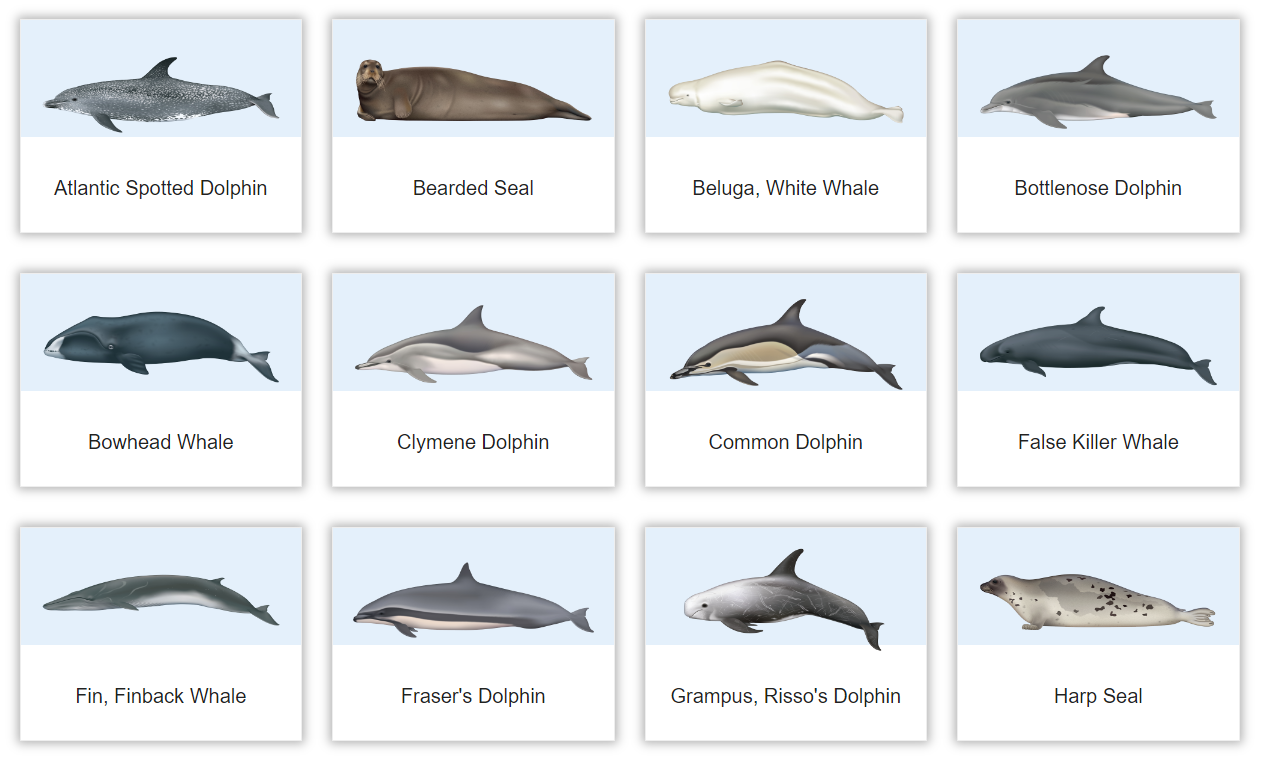 Atlantic Spotted Dolphin
Bearded Seal
Beluga, White Whale
Bottlenose Dolphin
Bowhead Whale
Clymene Dolphin
Common Dolphin
False Killer Whale
Fin, Finback Whale
Fraser's Dolphin
Grampus, Risso's Dolphin
Harp Seal